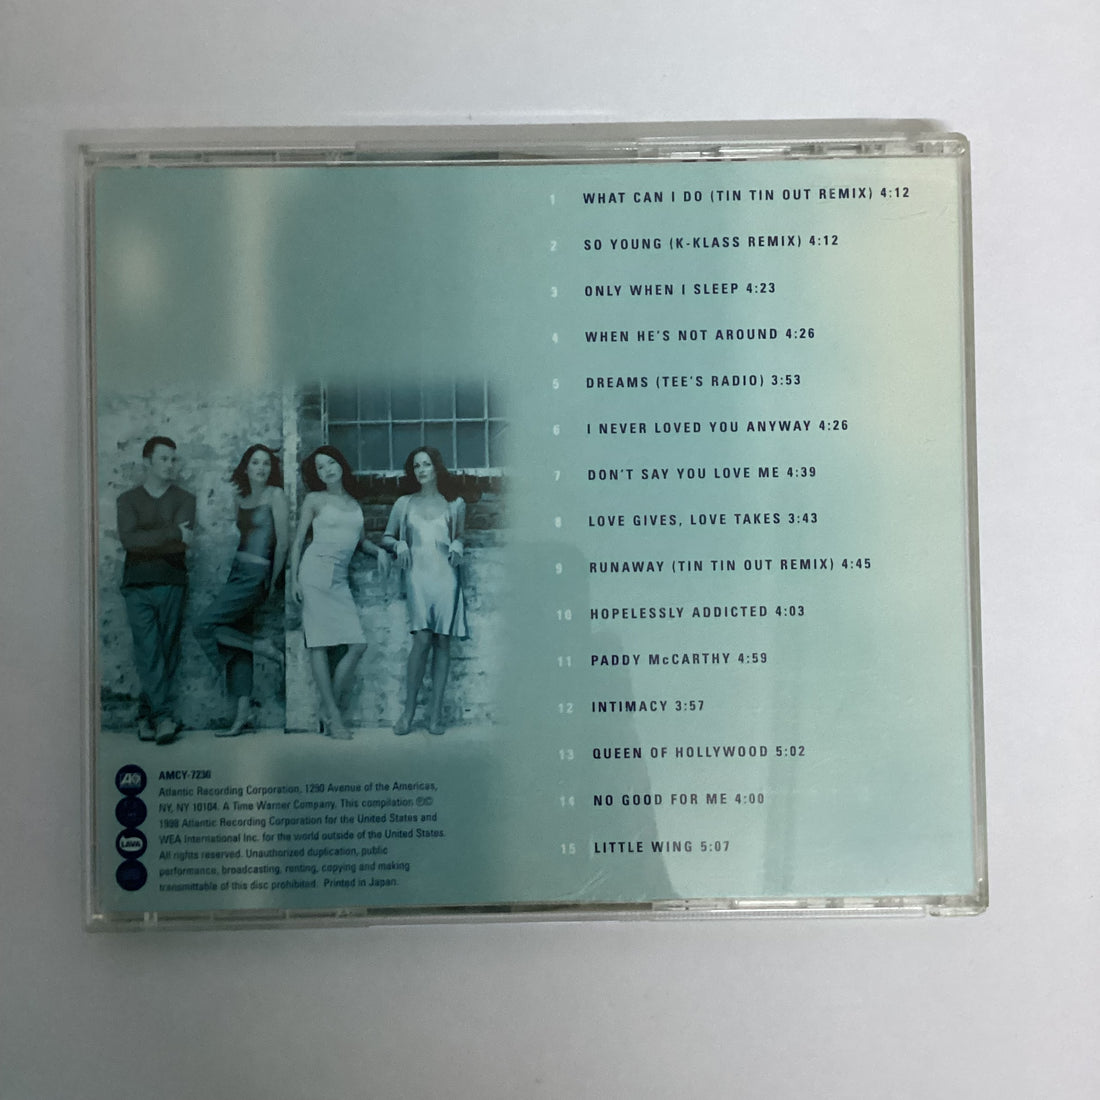 1 WHAT CAN I DO (TIN TIN OUT REMIX) 4:12
2 SO YOUNG (K-KLASS REMIX) 4:12
3 ONLY WHEN I SLEEP 4:23
4 WHEN HE'S NOT AROUND 4:26
5 DREAMS (TEE'S RADIO) 3:53
6 I NEVER LOVED YOU ANYWAY 4:26
7 DON'T SAY YOU LOVE ME 4:39
8 LOVE GIVES, LOVE TAKES 3:43
9 RUNAWAY (TIN TIN OUT REMIX) 4:45
10 HOPELESSLY ADDICTED 4:03
11 PADDY McCARTHY 4:59
12 INTIMACY 3:57
13 QUEEN OF HOLLYWOOD 5:02
14 NO GOOD FOR ME 4:00
15 LITTLE WING 5:07
AMCY-7230
Atlantic Recording Corporation, 1290 Avenue of the Americas,
NY, NY 10104. A Time Warner Company. This compilation ℗©
1998 Atlantic Recording Corporation for the United States and
WEA International Inc. for the world outside of the United States.
All rights reserved. Unauthorized duplication, public
performance, broadcasting, renting, copying and making
transmittable of this disc prohibited. Printed in Japan.
LAVA